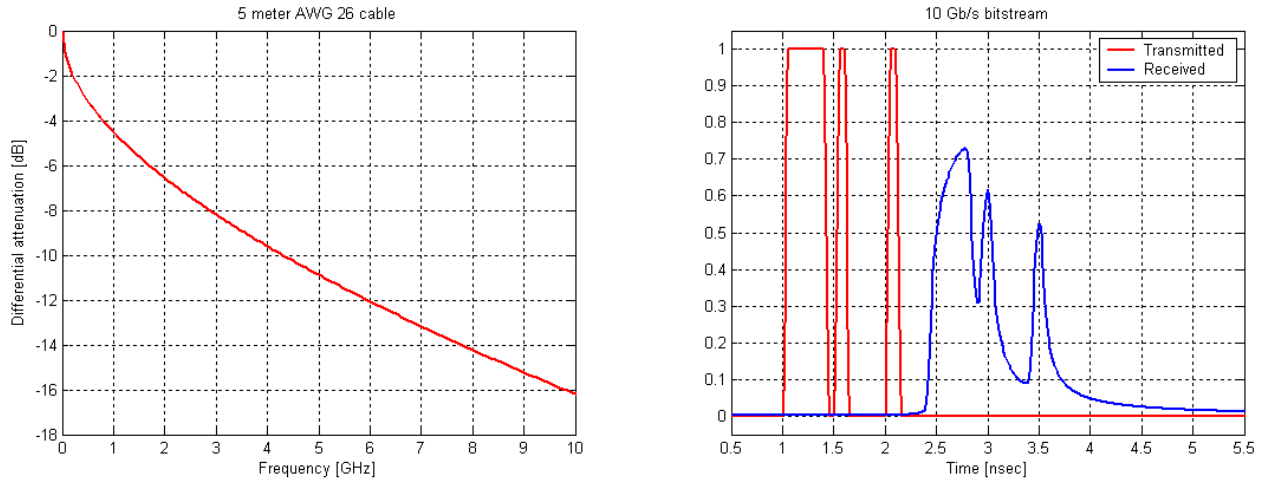 5 meter AWG 26 cable
0
-2
-4
-6
-8
-10
-12
-14
-16
-18
Differential attenuation [dB]
0 1 2 3 4 5 6 7 8 9 10
Frequency [GHz]
10 Gb/s bitstream
Transmitted
Received
1
0.9
0.8
0.7
0.6
0.5
0.4
0.3
0.2
0.1
0
0.5 1 1.5 2 2.5 3 3.5 4 4.5 5 5.5
Time [nsec]